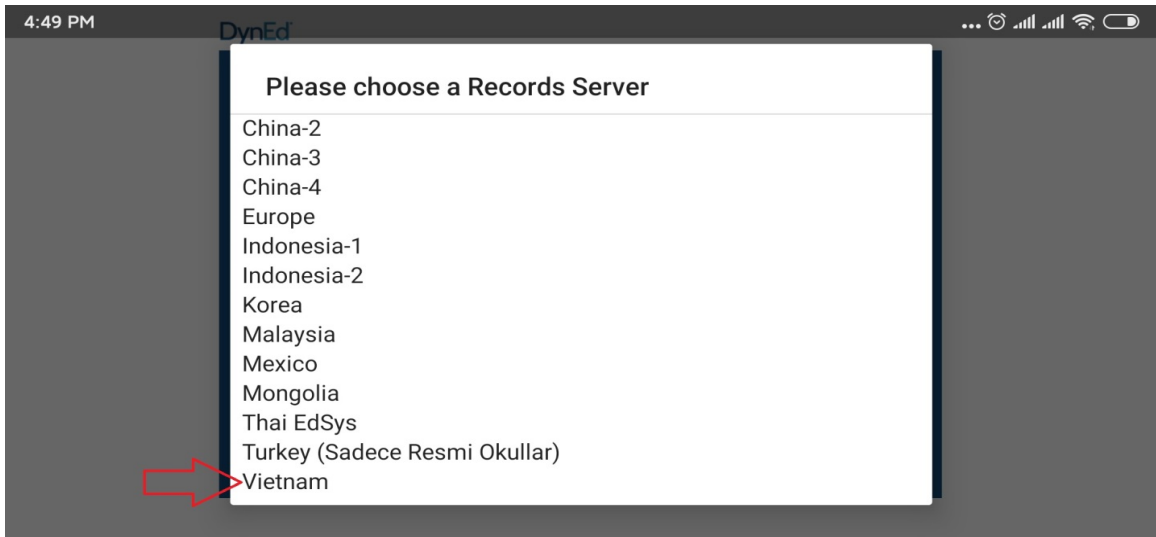 4:49 PM
DynEd
Please choose a Records Server
China-2
China-3
China-4
Europe
Indonesia-1
Indonesia-2
Korea
Malaysia
Mexico
Mongolia
Thai EdSys
Turkey (Sadece Resmi Okullar)
Vietnam